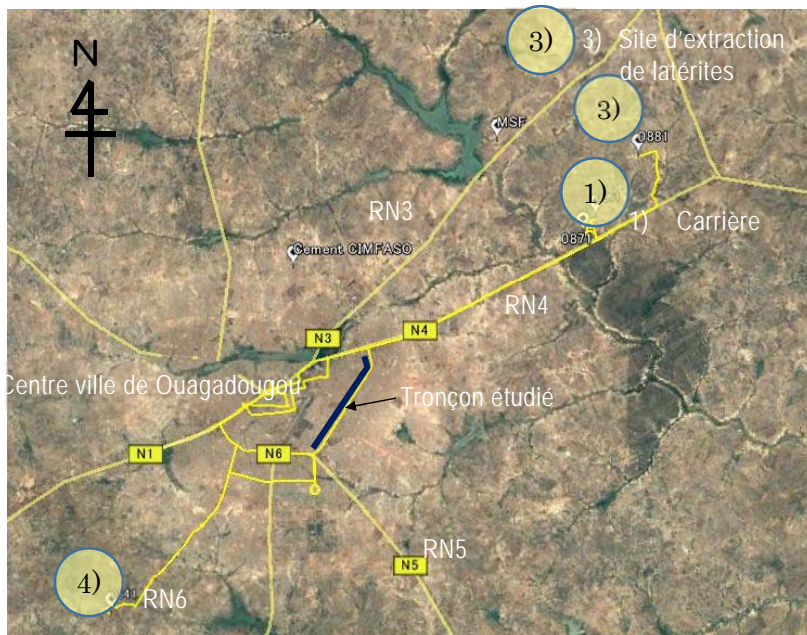 3)
3) Site d'extraction
de latérites
N
3)
MSF
0881
1)
RN3
1) Carrière
0871
Cement CIMFASO
RN4
N3
N4
Centre ville de Ouagadougou
Tronçon étudié
N1
N6
RN5
N5
4)
41
RN6